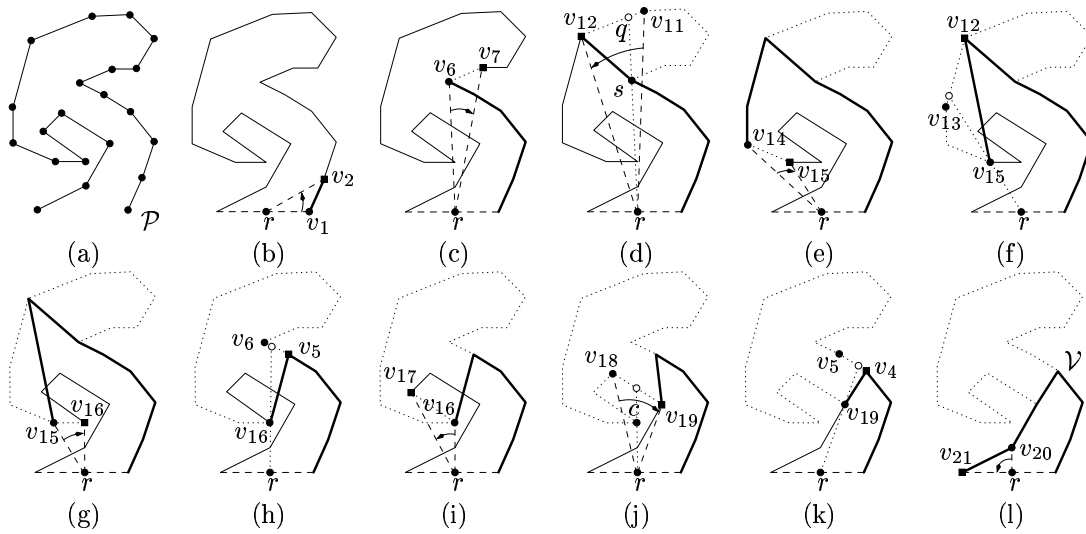 v₁₂ q v₁₁ v₁₂
v₆ v₇
s
v₂ v₁₄ v₁₃
v₁₅ v₁₅
𝒫 r v₁ r r r r
(a) (b) (c) (d) (e) (f)
v₆ v₅ v₁₈ v₅ v₄ 𝒱
v₁₇
v₁₆ c v₁₉ v₁₉
v₁₅ v₁₆ v₁₆ v₂₁ v₂₀
r r r r r r
(g) (h) (i) (j) (k) (l)